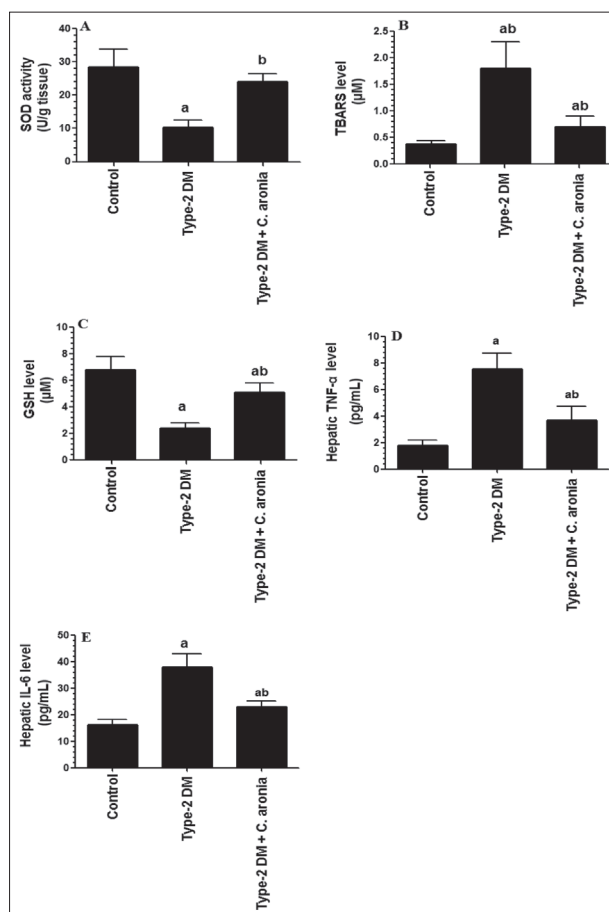 A
SOD activity
(U/g tissue)
40
30
20
10
0
a
b
Control
Type-2 DM
Type-2 DM + C. aronia
B
TBARS level
(µM)
2.5
2.0
1.5
1.0
0.5
0.0
ab
ab
Control
Type-2 DM
Type-2 DM + C. aronia
C
GSH level
(µM)
10
8
6
4
2
0
a
ab
Control
Type-2 DM
Type-2 DM + C. aronia
D
Hepatic TNF-α level
(pg/mL)
10
8
6
4
2
0
a
ab
Control
Type-2 DM
Type-2 DM + C. aronia
E
Hepatic IL-6 level
(pg/mL)
50
40
30
20
10
0
a
ab
Control
Type-2 DM
Type-2 DM + C. aronia